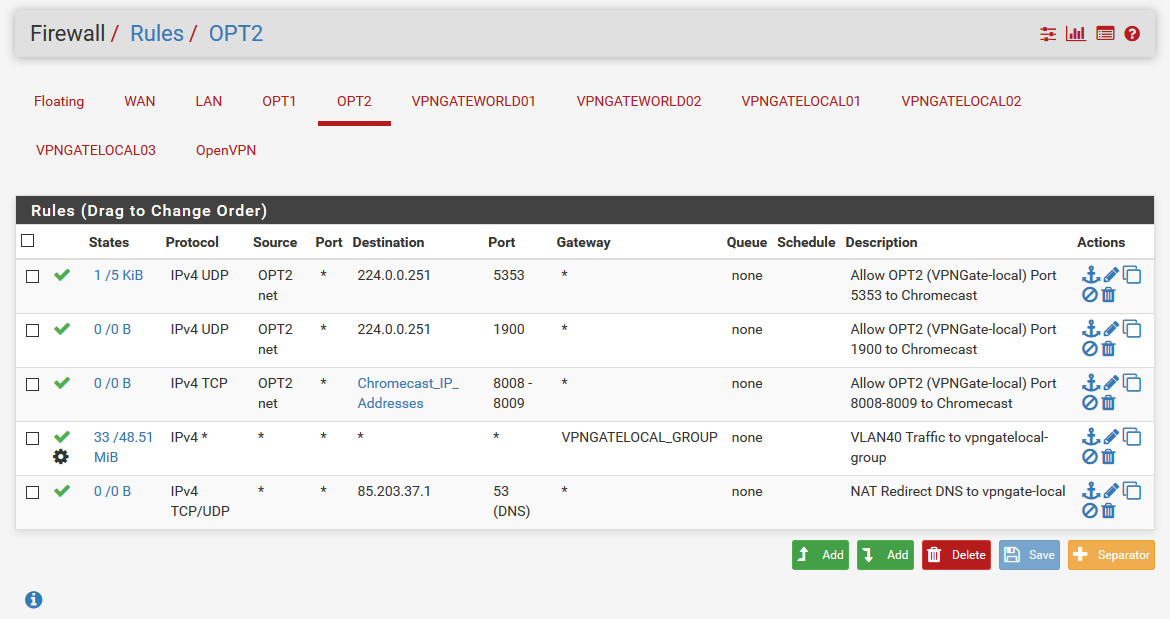 Firewall / Rules / OPT2
Floating WAN LAN OPT1 OPT2 VPNGATEWORLD01 VPNGATEWORLD02 VPNGATELOCAL01 VPNGATELOCAL02
VPNGATELOCAL03 OpenVPN
Rules (Drag to Change Order)
States Protocol Source Port Destination Port Gateway Queue Schedule Description Actions
1 /5 KiB IPv4 UDP OPT2 * 224.0.0.251 5353 * none Allow OPT2 (VPNGate-local) Port
net 5353 to Chromecast
0 /0 B IPv4 UDP OPT2 * 224.0.0.251 1900 * none Allow OPT2 (VPNGate-local) Port
net 1900 to Chromecast
0 /0 B IPv4 TCP OPT2 * Chromecast_IP_ 8008 - * none Allow OPT2 (VPNGate-local) Port
net Addresses 8009 8008-8009 to Chromecast
33 /48.51 IPv4 * * * * * VPNGATELOCAL_GROUP none VLAN40 Traffic to vpngatelocal-
MiB group
0 /0 B IPv4 * * 85.203.37.1 53 * none NAT Redirect DNS to vpngate-local
TCP/UDP (DNS)
Add Add Delete Save Separator